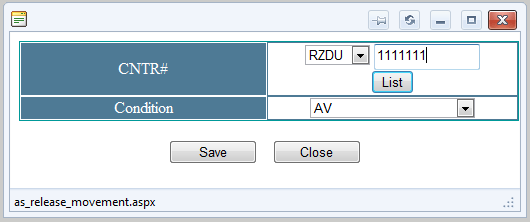 CNTR# RZDU 1111111
List
Condition AV
Save Close
as_release_movement.aspx